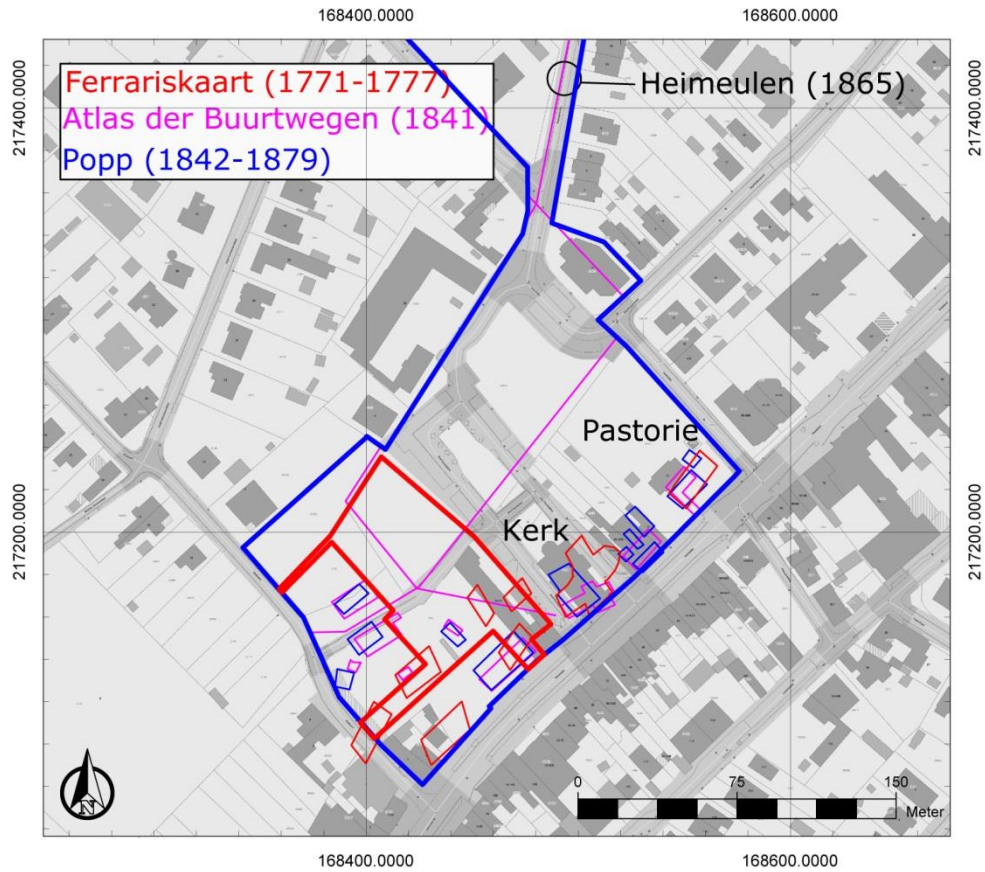 168400.0000
168600.0000
217400.0000
217400.0000
Ferrariskaart (1771-1777)
Heimeulen (1865)
Atlas der Buurtwegen (1841)
Popp (1842-1879)
Pastorie
Kerk
217200.0000
217200.0000
N
0
75
150
Meter
168400.0000
168600.0000